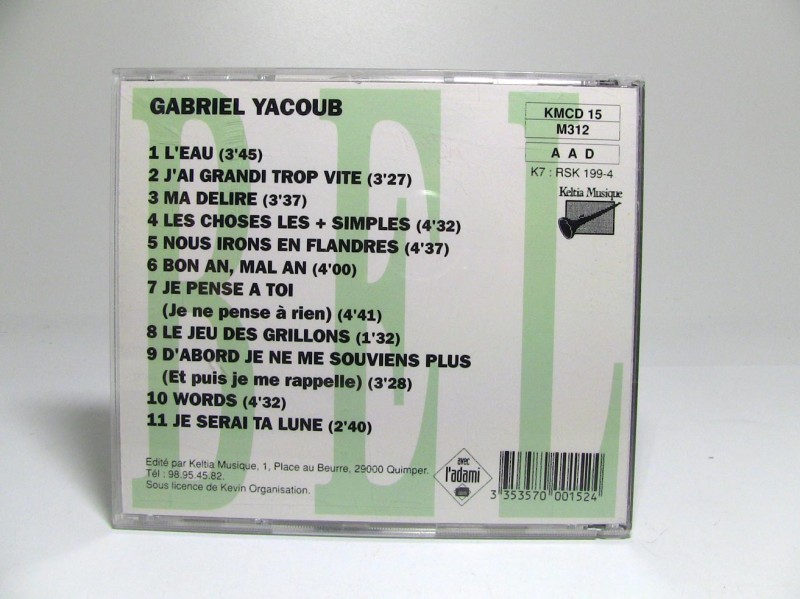 GABRIEL YACOUB
1 L'EAU (3'45)
2 J'AI GRANDI TROP VITE (3'27)
3 MA DELIRE (3'37)
4 LES CHOSES LES + SIMPLES (4'32)
5 NOUS IRONS EN FLANDRES (4'37)
6 BON AN, MAL AN (4'00)
7 JE PENSE A TOI
(Je ne pense à rien) (4'41)
8 LE JEU DES GRILLONS (1'32)
9 D'ABORD JE NE ME SOUVIENS PLUS
(Et puis je me rappelle) (3'28)
10 WORDS (4'32)
11 JE SERAI TA LUNE (2'40)
KMCD 15
M312
A A D
K7 : RSK 199-4
Keltia Musique
BEL
Edité par Keltia Musique, 1, Place au Beurre, 29000 Quimper.
Tél : 98.95.45.82.
Sous licence de Kevin Organisation.
avec
l'adami
3 353570 001524